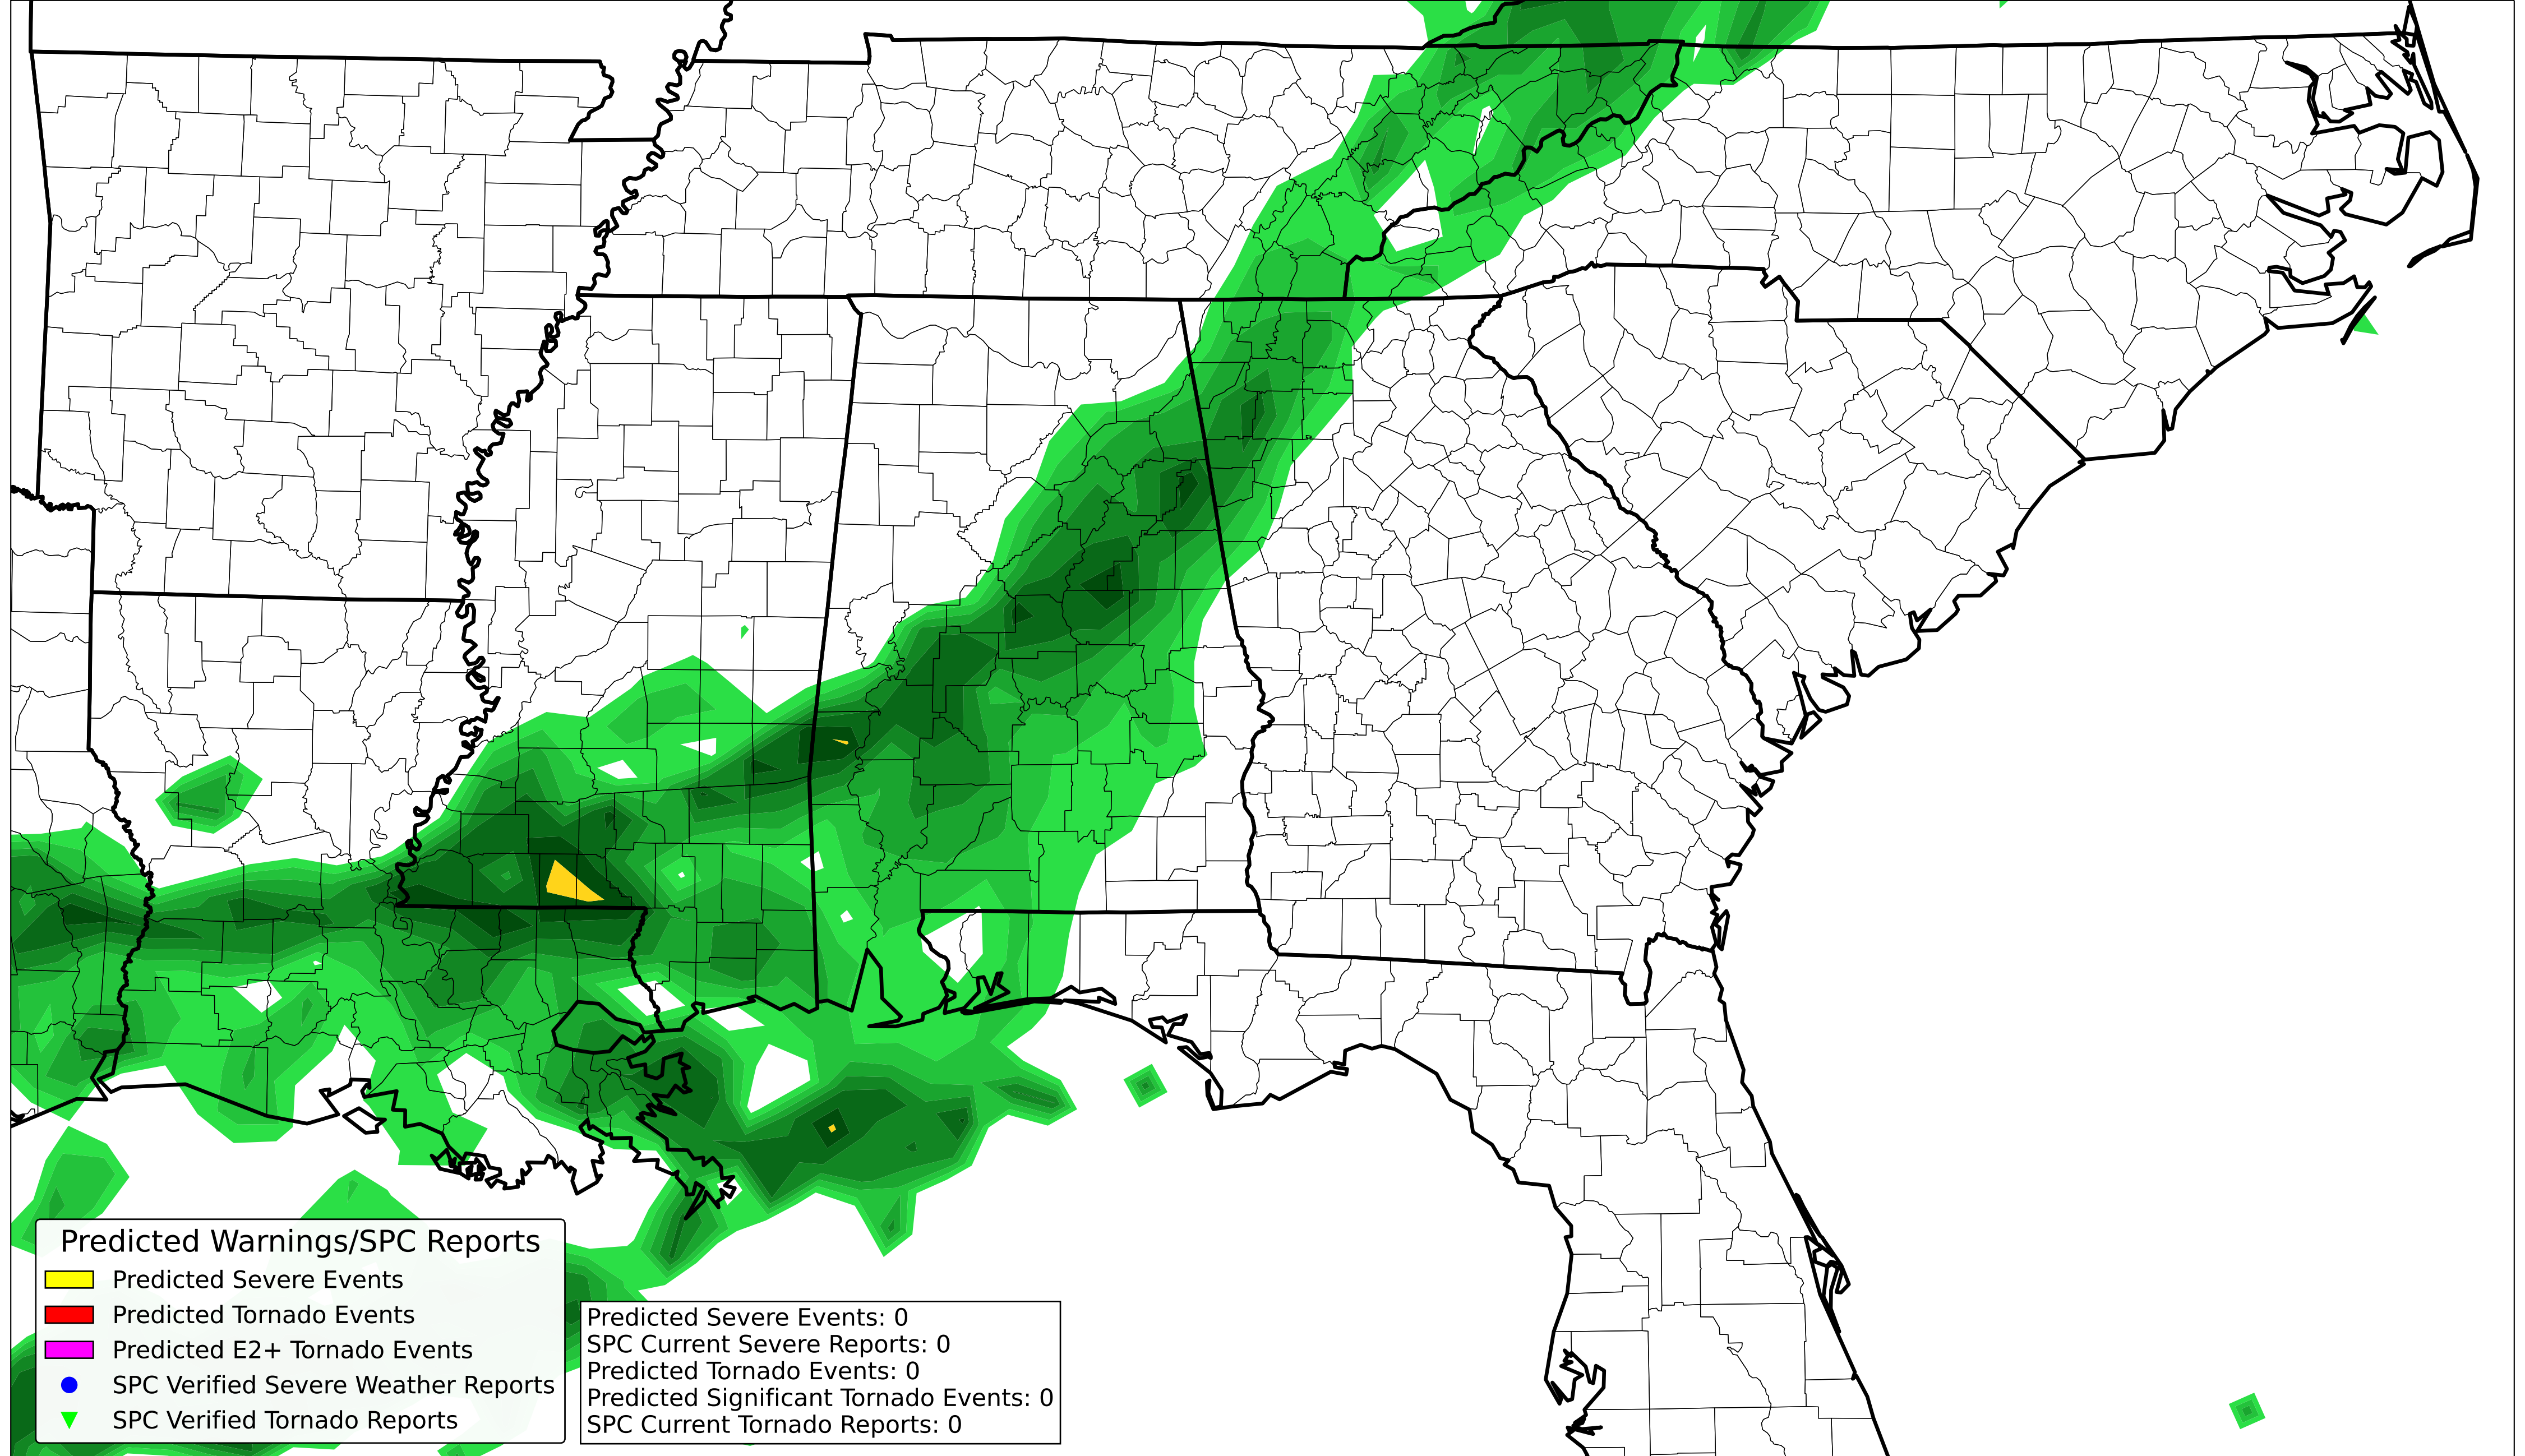 Predicted Warnings/SPC Reports
Predicted Severe Events
Predicted Tornado Events
Predicted E2+ Tornado Events
SPC Verified Severe Weather Reports
SPC Verified Tornado Reports
Predicted Severe Events: 0
SPC Current Severe Reports: 0
Predicted Tornado Events: 0
Predicted Significant Tornado Events: 0
SPC Current Tornado Reports: 0